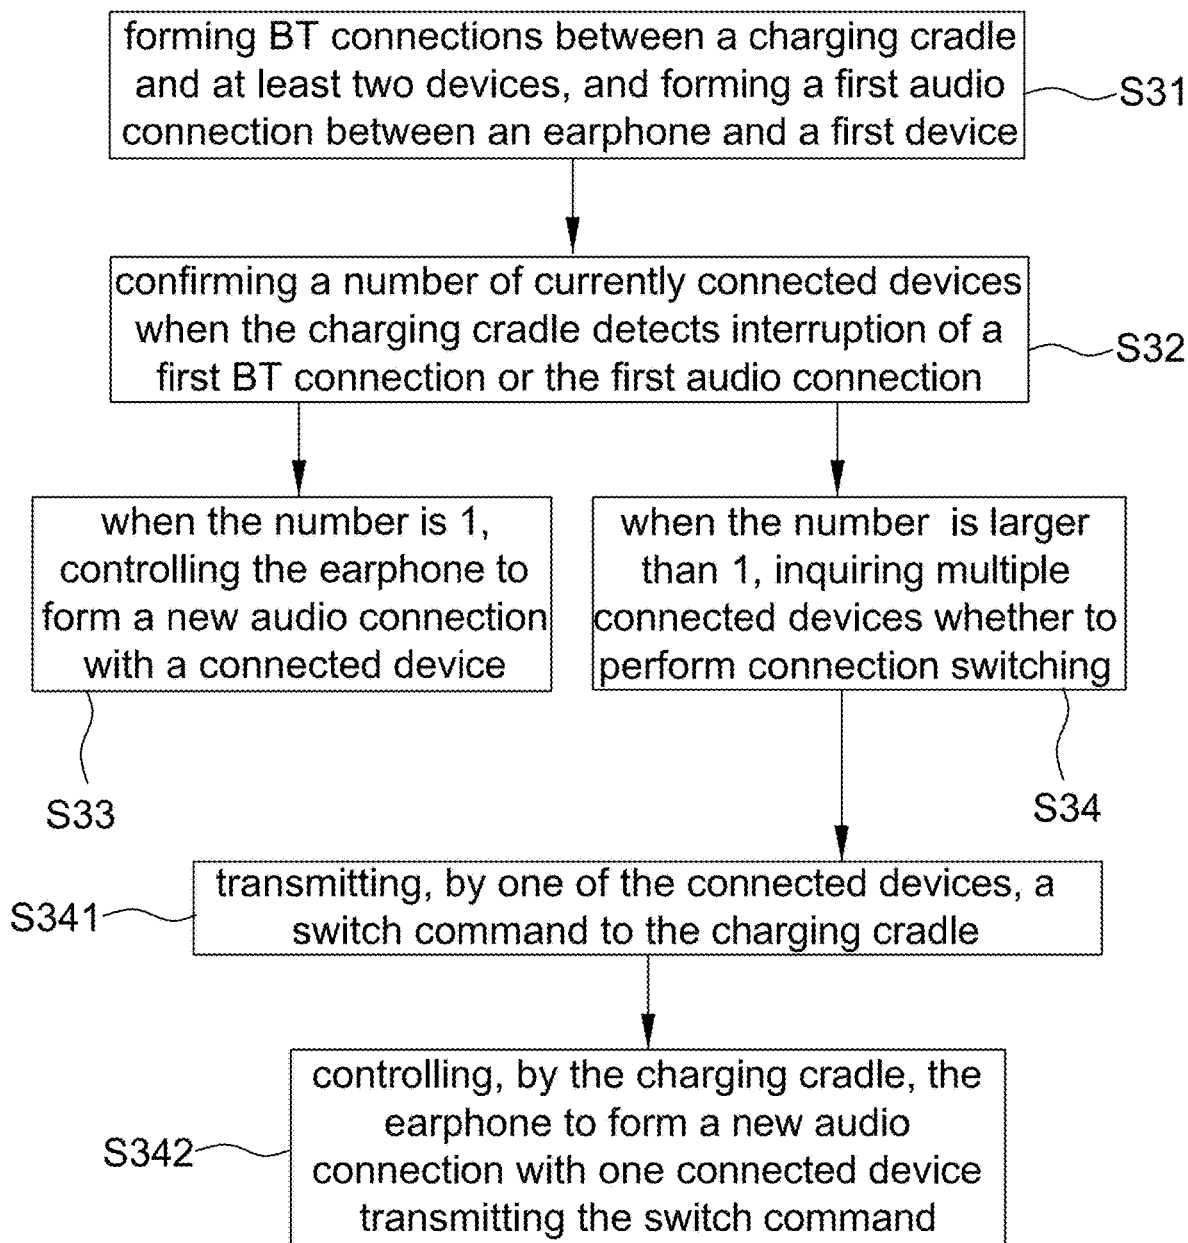 forming BT connections between a charging cradle
and at least two devices, and forming a first audio
connection between an earphone and a first device
S31
confirming a number of currently connected devices
when the charging cradle detects interruption of a
first BT connection or the first audio connection
S32
when the number is 1,
controlling the earphone to
form a new audio connection
with a connected device
S33
when the number is larger
than 1, inquiring multiple
connected devices whether to
perform connection switching
S34
transmitting, by one of the connected devices, a
switch command to the charging cradle
S341
controlling, by the charging cradle, the
earphone to form a new audio
connection with one connected device
transmitting the switch command
S342